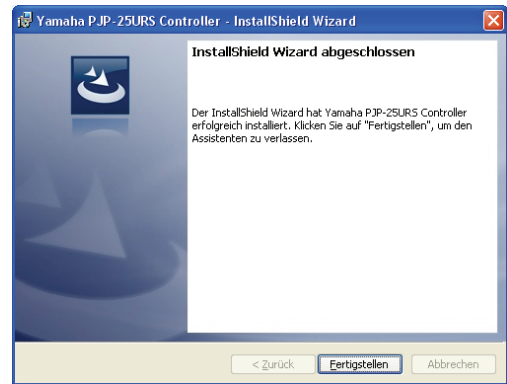 Yamaha PJP-25URS Controller - InstallShield Wizard
InstallShield Wizard abgeschlossen
Der InstallShield Wizard hat Yamaha PJP-25URS Controller
erfolgreich installiert. Klicken Sie auf "Fertigstellen", um den
Assistenten zu verlassen.
< Zurück
Fertigstellen
Abbrechen